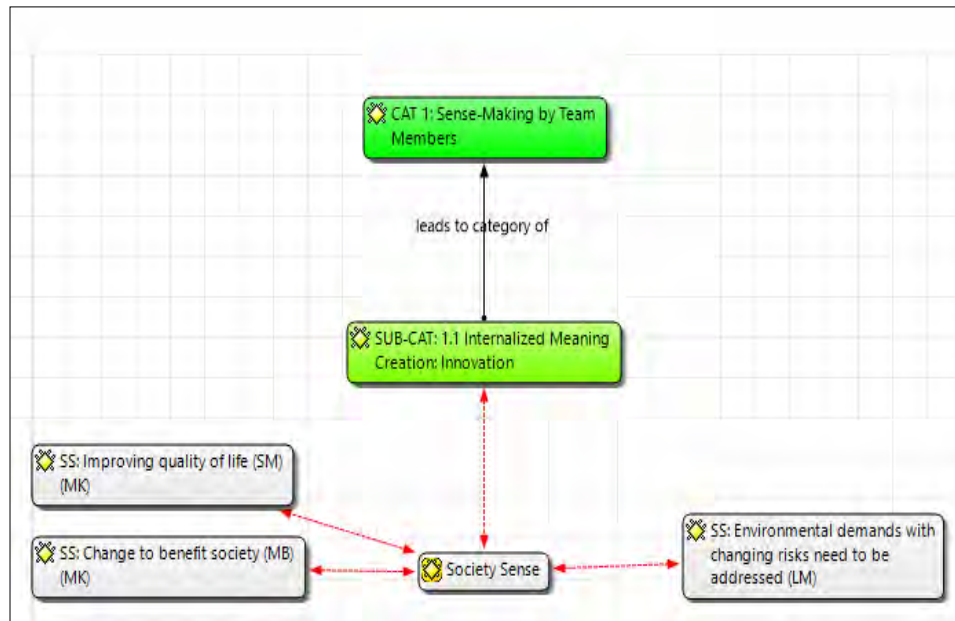 CAT 1: Sense-Making by Team
Members
leads to category of
SUB-CAT: 1.1 Internalized Meaning
Creation: Innovation
SS: Improving quality of life (SM)
(MK)
SS: Change to benefit society (MB)
(MK)
Society Sense
SS: Environmental demands with
changing risks need to be
addressed (LM)